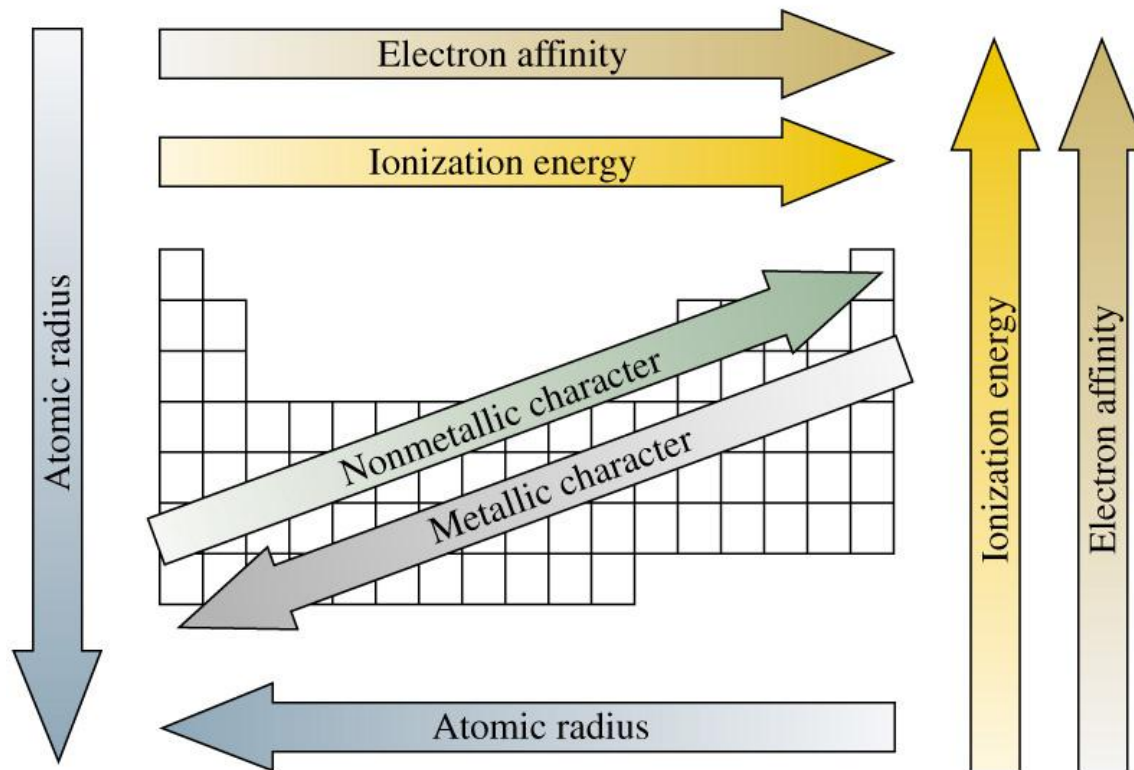 Electron affinity
Ionization energy
Atomic radius
Nonmetallic character
Metallic character
Ionization energy
Electron affinity
Atomic radius